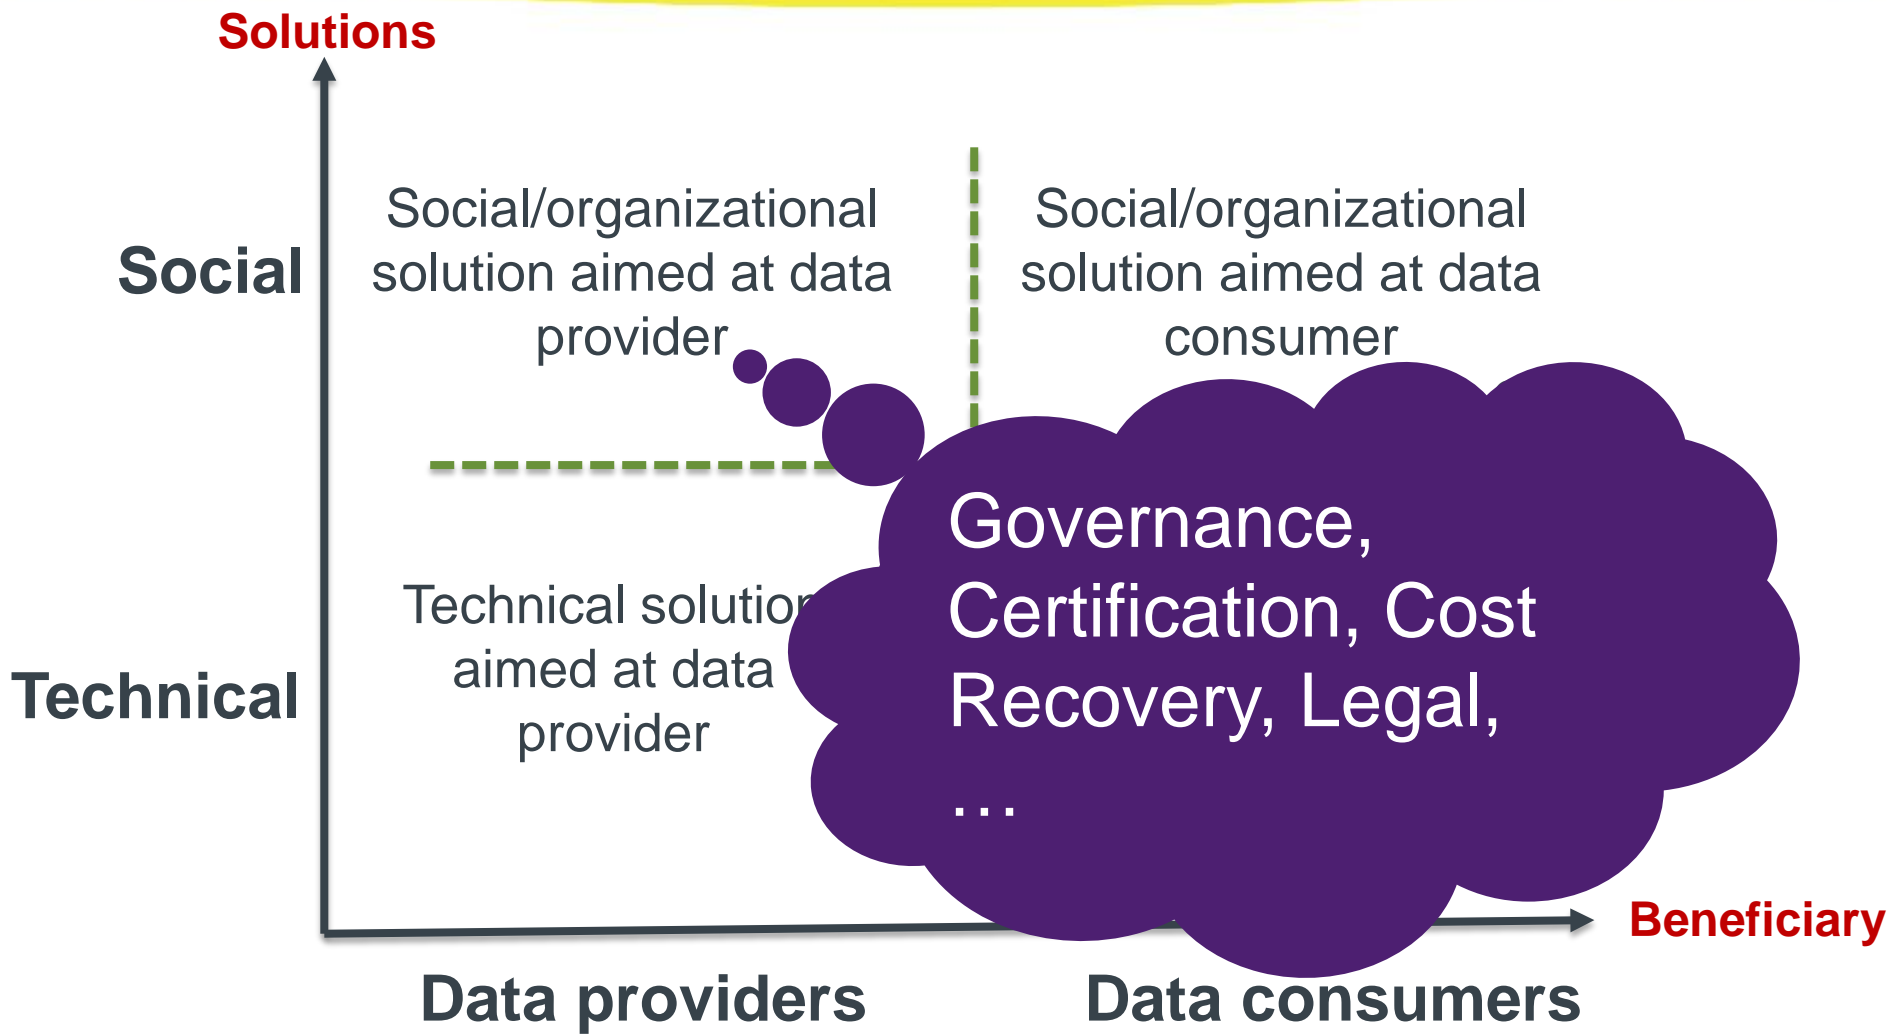 Solutions
Social
Social/organizational
solution aimed at data
provider
Social/organizational
solution aimed at data
consumer
Technical
Technical solution
aimed at data
provider
Governance,
Certification, Cost
Recovery, Legal,
…
Beneficiary
Data providers
Data consumers